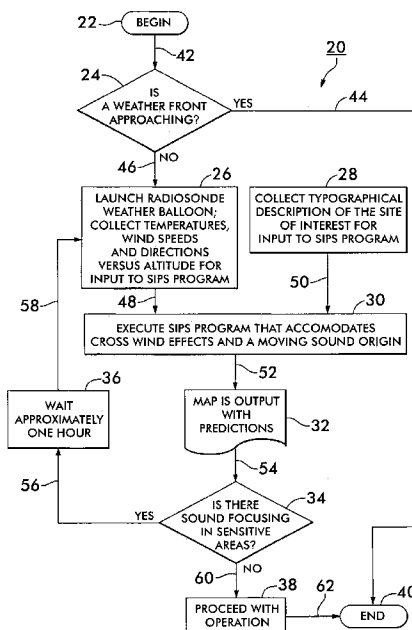 22
BEGIN
42
20
24
IS
A WEATHER FRONT
APPROACHING?
YES
44
46
NO
26
LAUNCH RADIOSONDE
WEATHER BALLOON;
COLLECT TEMPERATURES,
WIND SPEEDS
AND DIRECTIONS
VERSUS ALTITUDE FOR
INPUT TO SIPS PROGRAM
28
COLLECT TYPOGRAPHICAL
DESCRIPTION OF THE SITE
OF INTEREST FOR
INPUT TO SIPS PROGRAM
58
48
50
30
EXECUTE SIPS PROGRAM THAT ACCOMODATES
CROSS WIND EFFECTS AND A MOVING SOUND ORIGIN
52
36
WAIT
APPROXIMATELY
ONE HOUR
MAP IS OUTPUT
WITH
PREDICTIONS
32
54
56
34
YES
IS THERE
SOUND FOCUSING
IN SENSITIVE
AREAS?
60
NO
38
PROCEED WITH
OPERATION
62
40
END